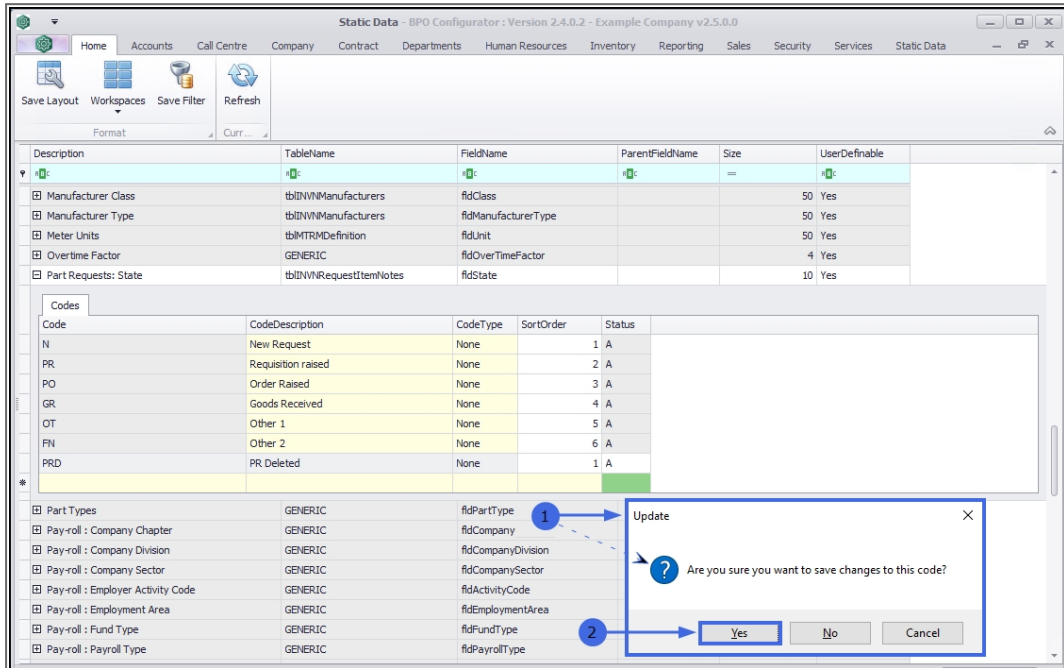 Static Data - BPO Configurator : Version 2.4.0.2 - Example Company v2.5.0.0
Home Accounts Call Centre Company Contract Departments Human Resources Inventory Reporting Sales Security Services Static Data
Save Layout Workspaces Save Filter Refresh
Format Curr...
Description TableName FieldName ParentFieldName Size UserDefinable
=
Manufacturer Class tblINVNManufacturers fldClass 50 Yes
Manufacturer Type tblINVNManufacturers fldManufacturerType 50 Yes
Meter Units tblMTRMDefinition fldUnit 50 Yes
Overtime Factor GENERIC fldOverTimeFactor 4 Yes
Part Requests: State tblINVNRequestItemNotes fldState 10 Yes
Codes
Code CodeDescription CodeType SortOrder Status
N New Request None 1 A
PR Requisition raised None 2 A
PO Order Raised None 3 A
GR Goods Received None 4 A
OT Other 1 None 5 A
FN Other 2 None 6 A
PRD PR Deleted None 1 A
Part Types GENERIC fldPartType
Pay-roll : Company Chapter GENERIC fldCompany
Pay-roll : Company Division GENERIC fldCompanyDivision
Pay-roll : Company Sector GENERIC fldCompanySector
Pay-roll : Employer Activity Code GENERIC fldActivityCode
Pay-roll : Employment Area GENERIC fldEmploymentArea
Pay-roll : Fund Type GENERIC fldFundType
Pay-roll : Payroll Type GENERIC fldPayrollType
1 Update
? Are you sure you want to save changes to this code?
2 Yes No Cancel